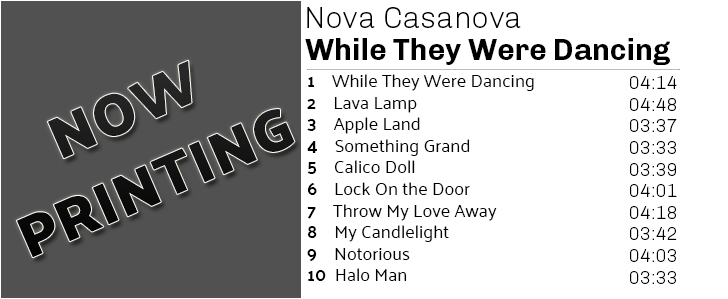 NOW
PRINTING
Nova Casanova
While They Were Dancing
1 While They Were Dancing 04:14
2 Lava Lamp 04:48
3 Apple Land 03:37
4 Something Grand 03:33
5 Calico Doll 03:39
6 Lock On the Door 04:01
7 Throw My Love Away 04:18
8 My Candlelight 03:42
9 Notorious 04:03
10 Halo Man 03:33